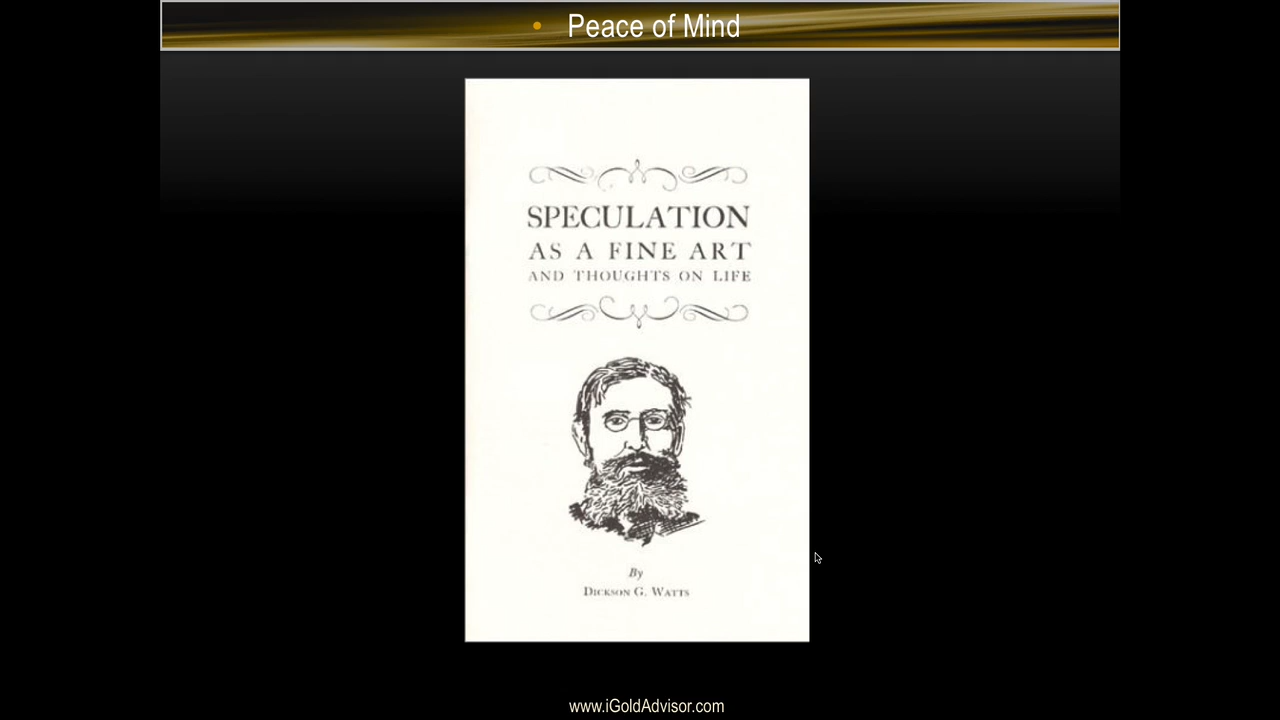 • Peace of Mind
SPECULATION
AS A FINE ART
AND THOUGHTS ON LIFE
By
DICKSON G. WATTS
www.iGoldAdvisor.com